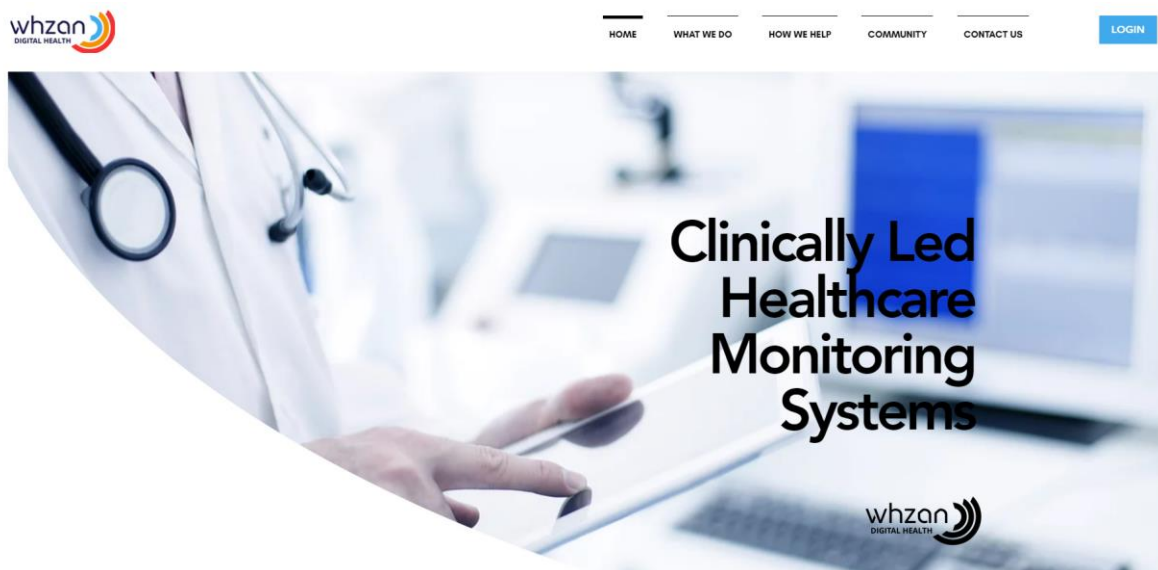 whzan
DIGITAL HEALTH
HOME WHAT WE DO HOW WE HELP COMMUNITY CONTACT US LOGIN
Clinically Led
Healthcare
Monitoring
Systems
whzan
DIGITAL HEALTH